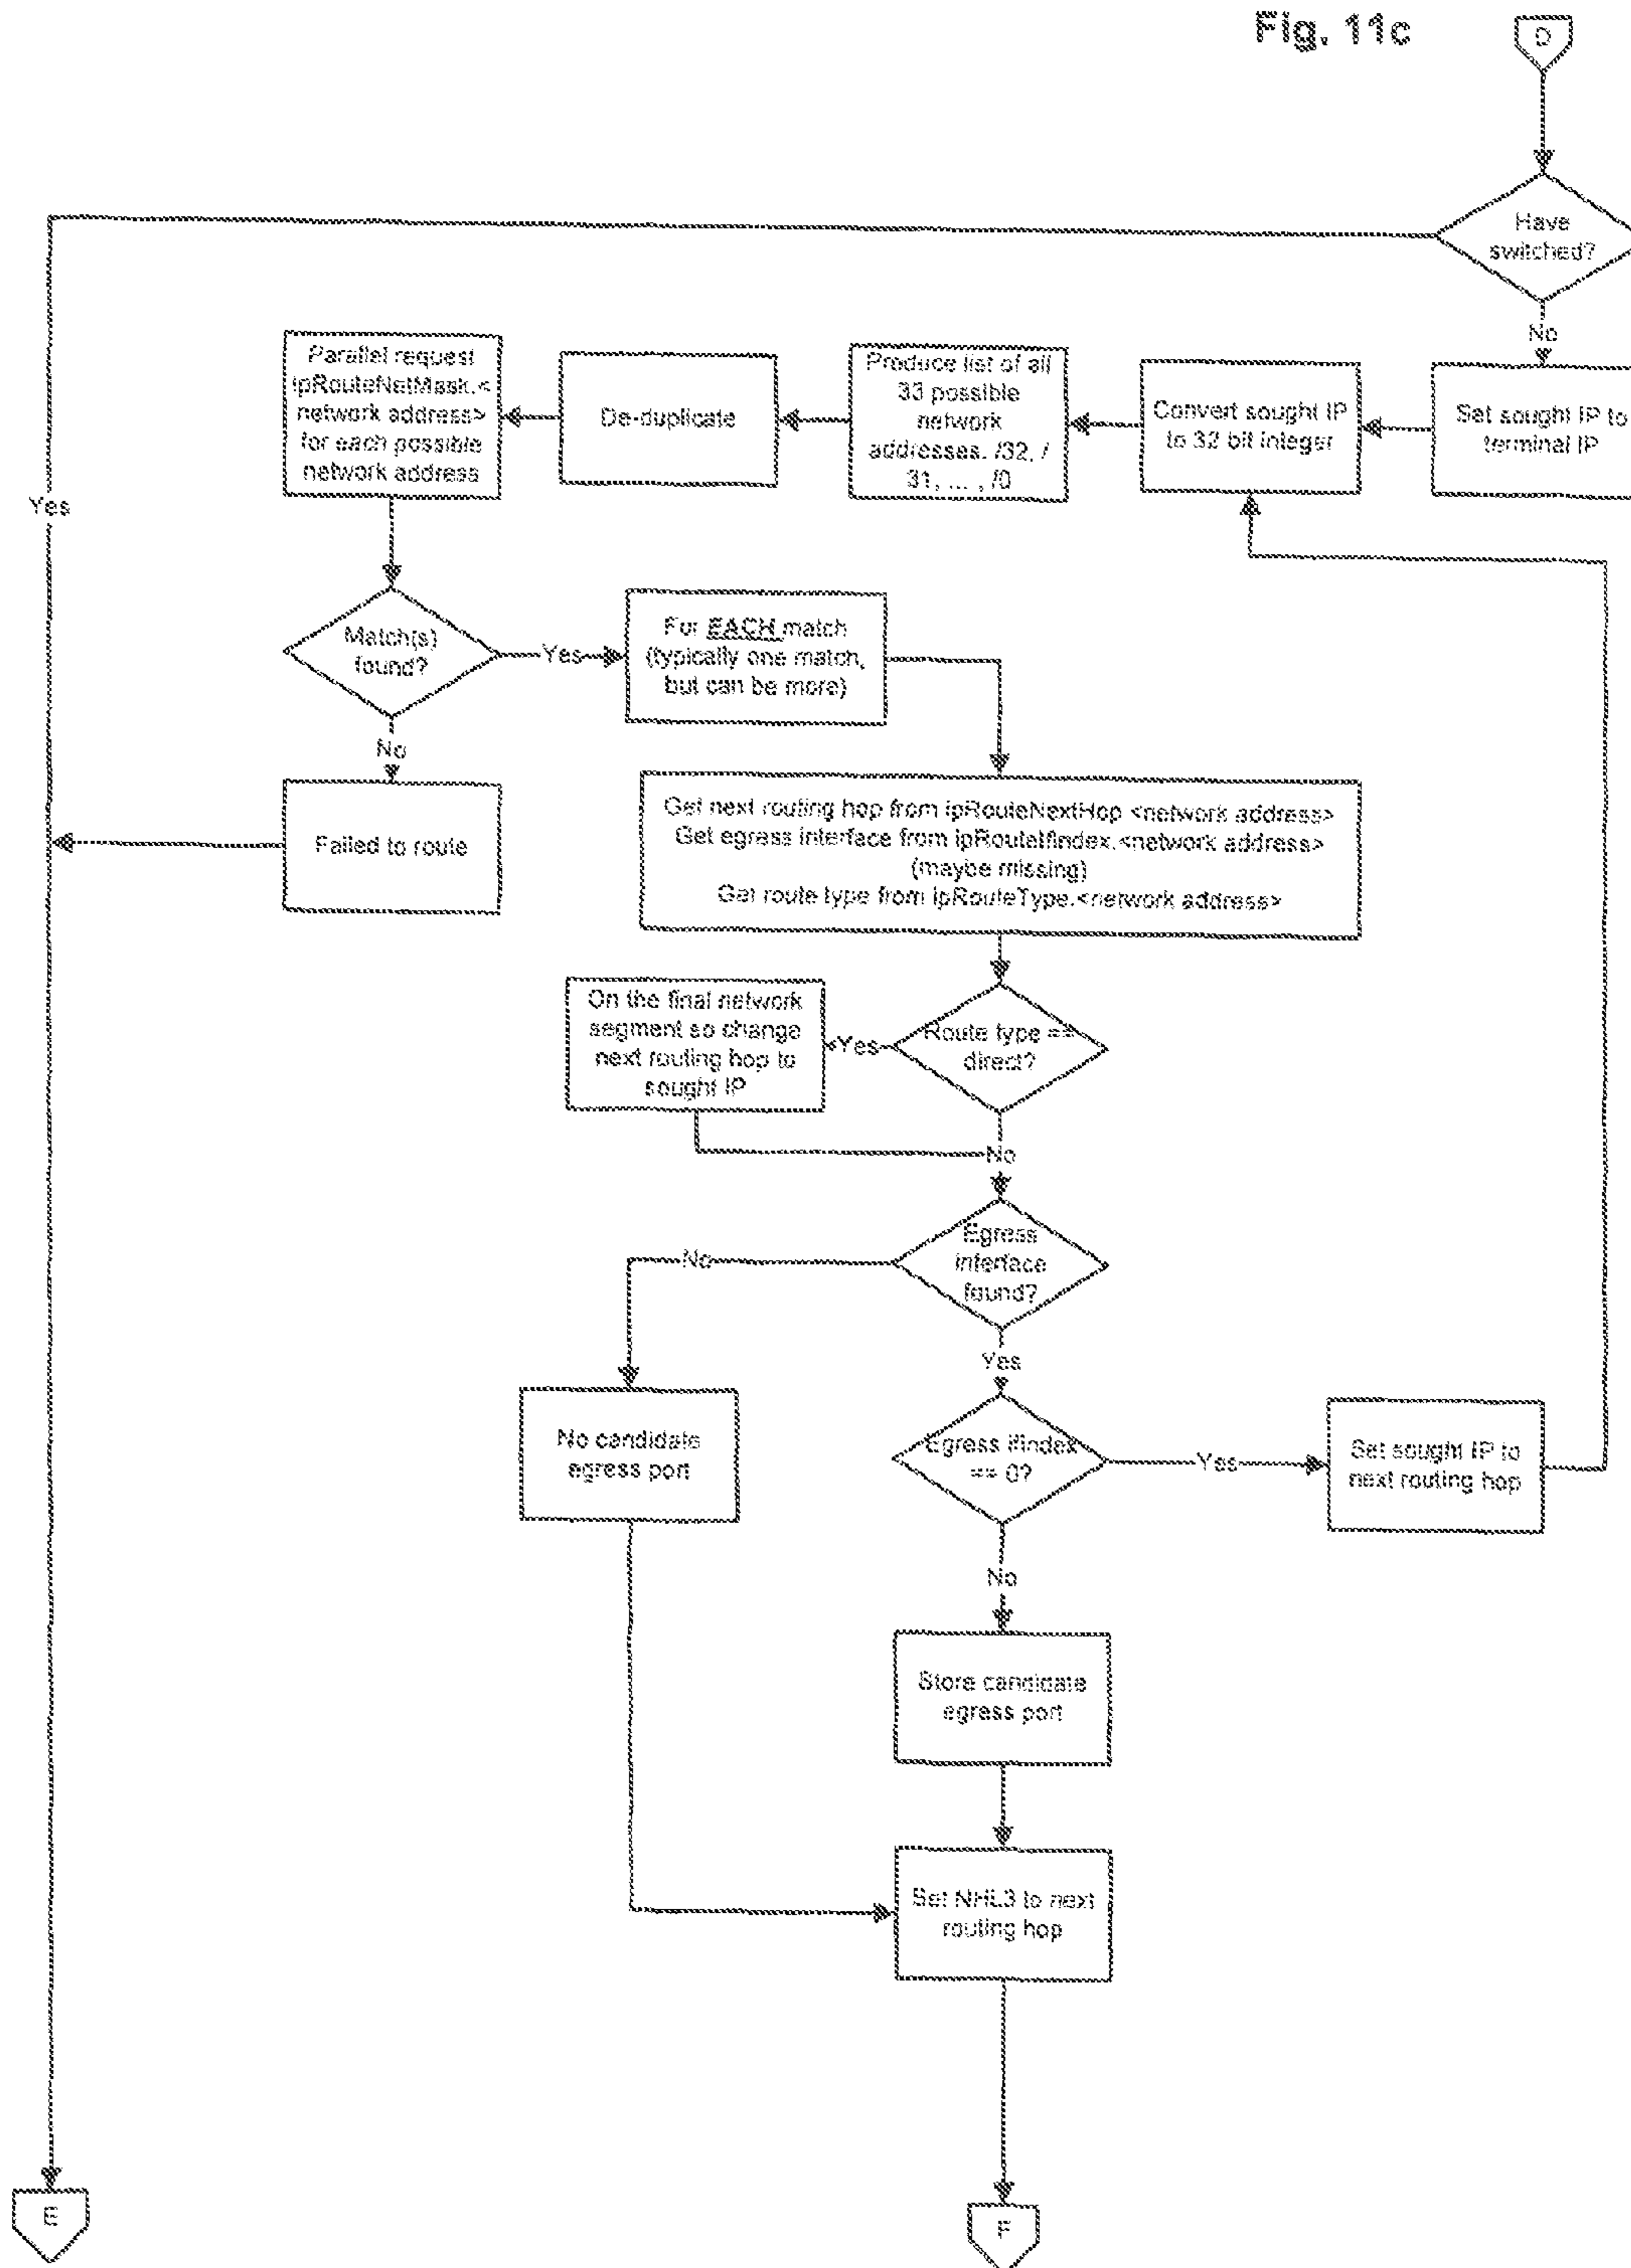 Fig. 11c
D
Have
switched?
No
Yes
Set sought IP to
terminal IP
Convert sought IP
to 32 bit integer
Produce list of all
33 possible
network
addresses. /32, /
31, ... , /0
De-duplicate
Parallel request
ipRouteNetMask.<
network address>
for each possible
network address
Match(s)
found?
Yes
For EACH match
(typically one match,
but can be more)
No
Failed to route
Get next routing hop from ipRouteNextHop <network address>
Get egress interface from ipRouteIfIndex.<network address>
(maybe missing)
Get route type from ipRouteType.<network address>
Route type ==
direct?
Yes
On the final network
segment so change
next routing hop to
sought IP
No
Egress
interface
found?
No
Yes
No candidate
egress port
Egress ifIndex
== 0?
Yes
Set sought IP to
next routing hop
No
Store candidate
egress port
Set NHL3 to next
routing hop
E
F